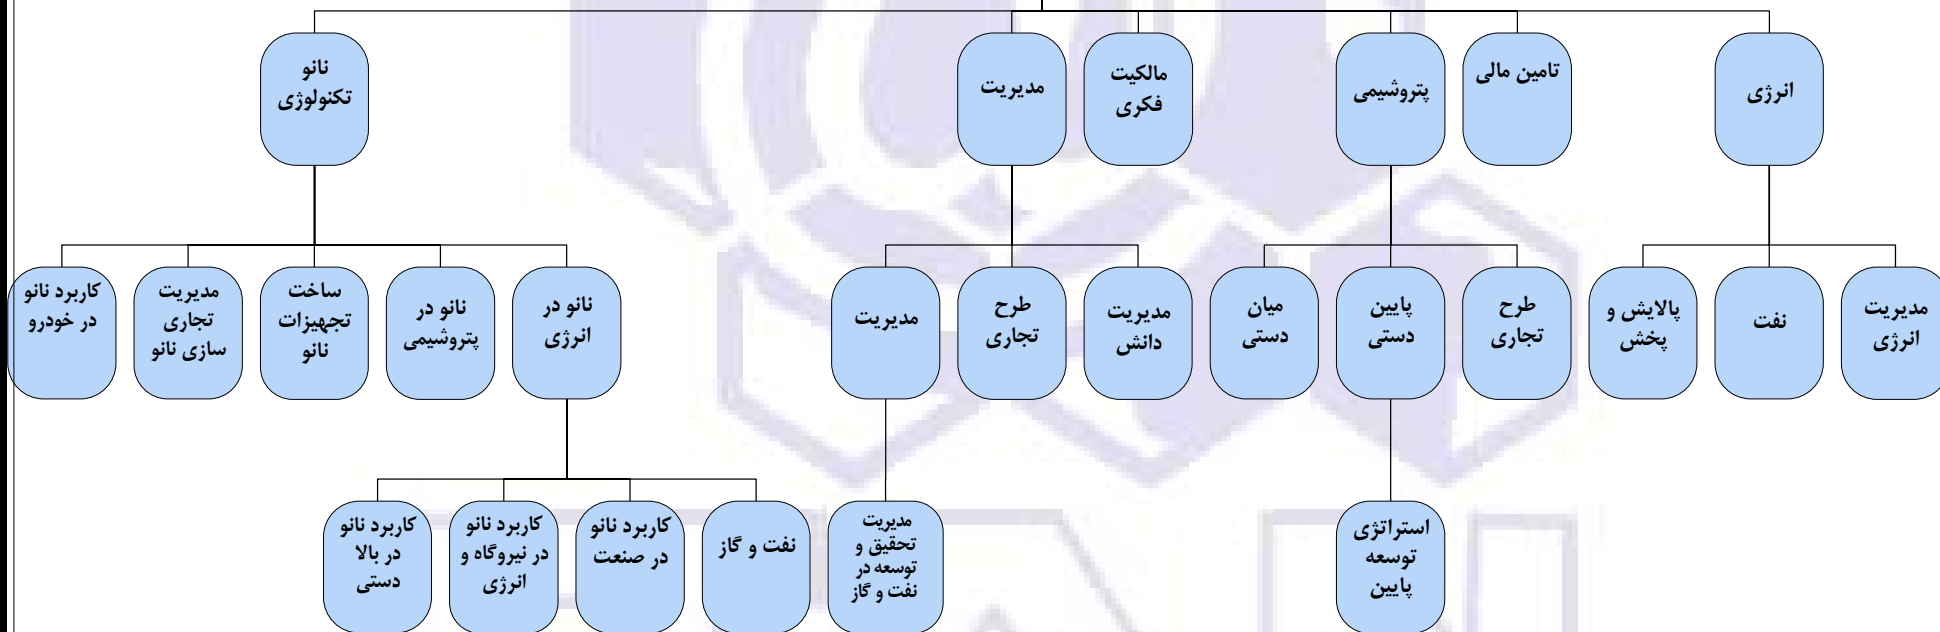 انرژی
تامین مالی
پتروشیمی
مالکیت
فکری
مدیریت
نانو
تکنولوژی
مدیریت
انرژی
نفت
پالایش و
پخش
طرح
تجاری
پایین
دستی
میان
دستی
مدیریت
دانش
طرح
تجاری
مدیریت
نانو در
انرژی
نانو در
پتروشیمی
ساخت
تجهیزات
نانو
مدیریت
تجاری
سازی نانو
کاربرد نانو
در خودرو
استراتژی
توسعه
پایین
مدیریت
تحقیق و
توسعه در
نفت و گاز
نفت و گاز
کاربرد نانو
در صنعت
کاربرد نانو
در نیروگاه و
انرژی
کاربرد نانو
در بالا
دستی